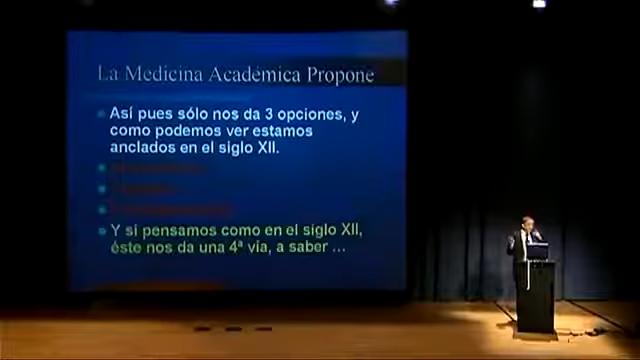 La Medicina Académica Propone
Así pues sólo nos da 3 opciones, y
como podemos ver estamos
anclados en el siglo XII.
Y si pensamos como en el siglo XII,
éste nos da una 4ª vía, a saber ...